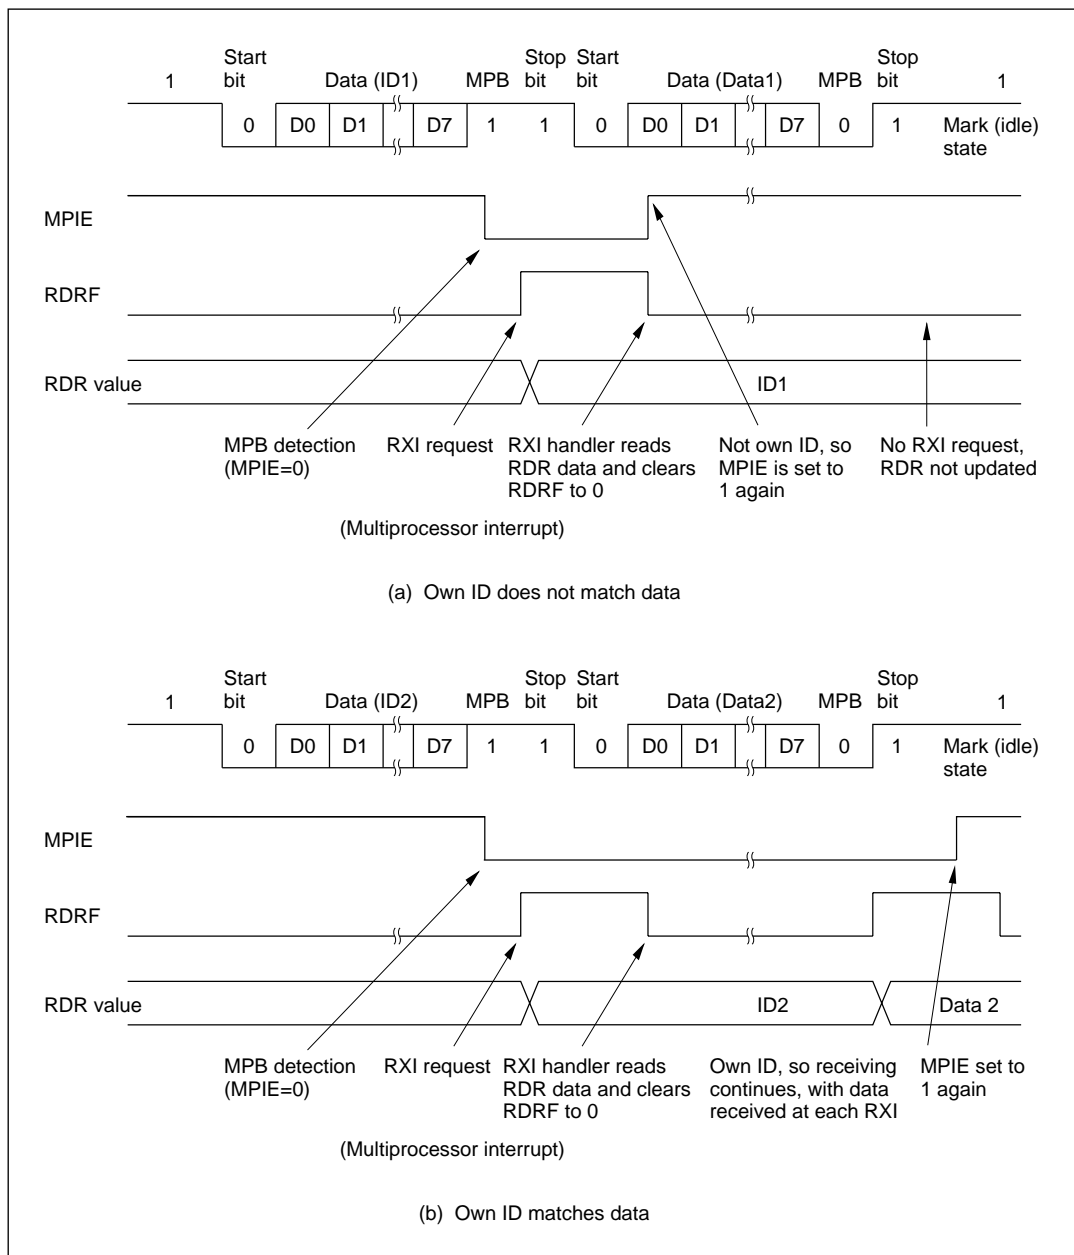 Start
bit
Data (ID1)
MPB
Stop
bit
Start
bit
Data (Data1)
MPB
Stop
bit
1
1
0
D0
D1
D7
1
1
0
D0
D1
D7
0
1
Mark (idle)
state
MPIE
RDRF
RDR value
ID1
MPB detection
(MPIE=0)
RXI request
RXI handler reads
RDR data and clears
RDRF to 0
Not own ID, so
MPIE is set to
1 again
No RXI request,
RDR not updated
(Multiprocessor interrupt)
(a) Own ID does not match data
Start
bit
Data (ID2)
MPB
Stop
bit
Start
bit
Data (Data2)
MPB
Stop
bit
1
1
0
D0
D1
D7
1
1
0
D0
D1
D7
0
1
Mark (idle)
state
MPIE
RDRF
RDR value
ID2
Data 2
MPB detection
(MPIE=0)
RXI request
RXI handler reads
RDR data and clears
RDRF to 0
Own ID, so receiving
continues, with data
received at each RXI
MPIE set to
1 again
(Multiprocessor interrupt)
(b) Own ID matches data